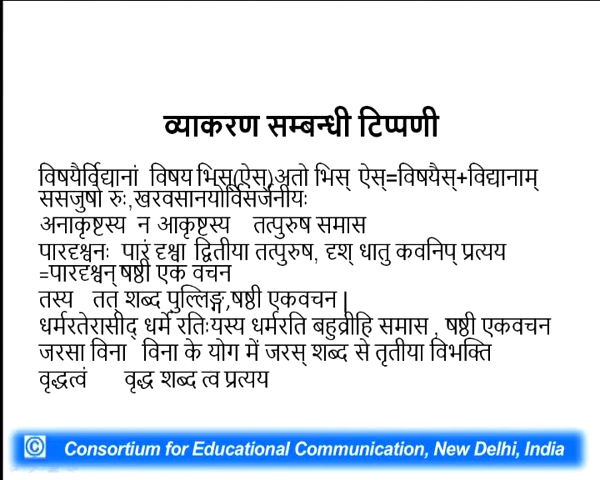 व्याकरण सम्बन्धी टिप्पणी
विषयैर्विद्यानां विषय भिस्(ऐस्)अतो भिस् ऐस्=विषयैस्+विद्यानाम्
ससजुषो रुः,खरवसानयोर्विसर्जनीयः
अनाकृष्टस्य न आकृष्टस्य तत्पुरुष समास
पारदृश्वनः पारं दृश्वा द्वितीया तत्पुरुष, दृश् धातु कवनिप् प्रत्यय
=पारदृश्वन् षष्ठी एक वचन
तस्य तत् शब्द पुल्लिङ्ग,षष्ठी एकवचन |
धर्मरतेरासीद् धर्मे रतिःयस्य धर्मरति बहुव्रीहि समास , षष्ठी एकवचन
जरसा विना विना के योग में जरस् शब्द से तृतीया विभक्ति
वृद्धत्वं वृद्ध शब्द त्व प्रत्यय
© Consortium for Educational Communication, New Delhi, India